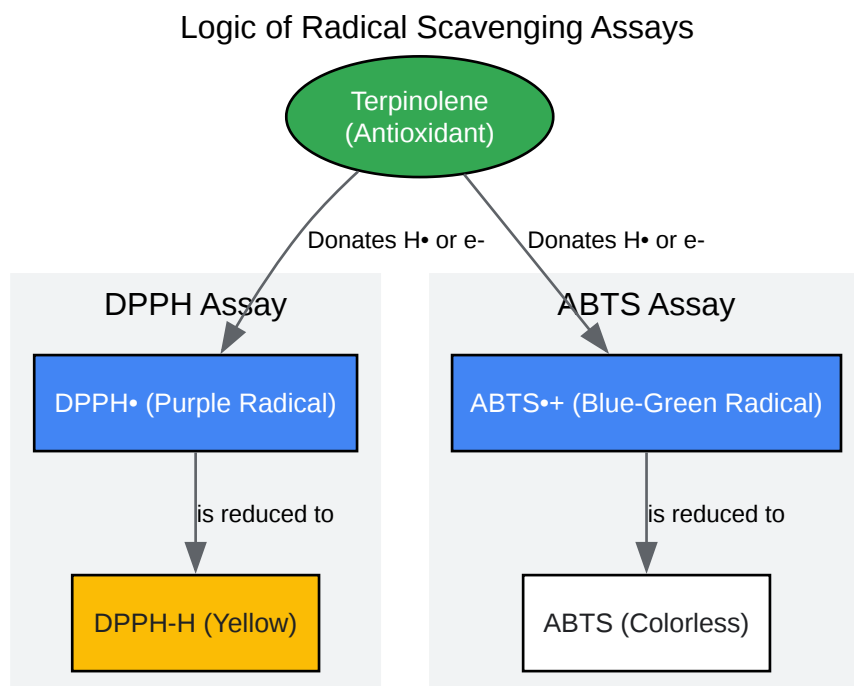 Logic of Radical Scavenging Assays
Terpinolene
(Antioxidant)
Donates H• or e-
Donates H• or e-
DPPH Assay
ABTS Assay
DPPH• (Purple Radical)
ABTS•+ (Blue-Green Radical)
is reduced to
is reduced to
DPPH-H (Yellow)
ABTS (Colorless)